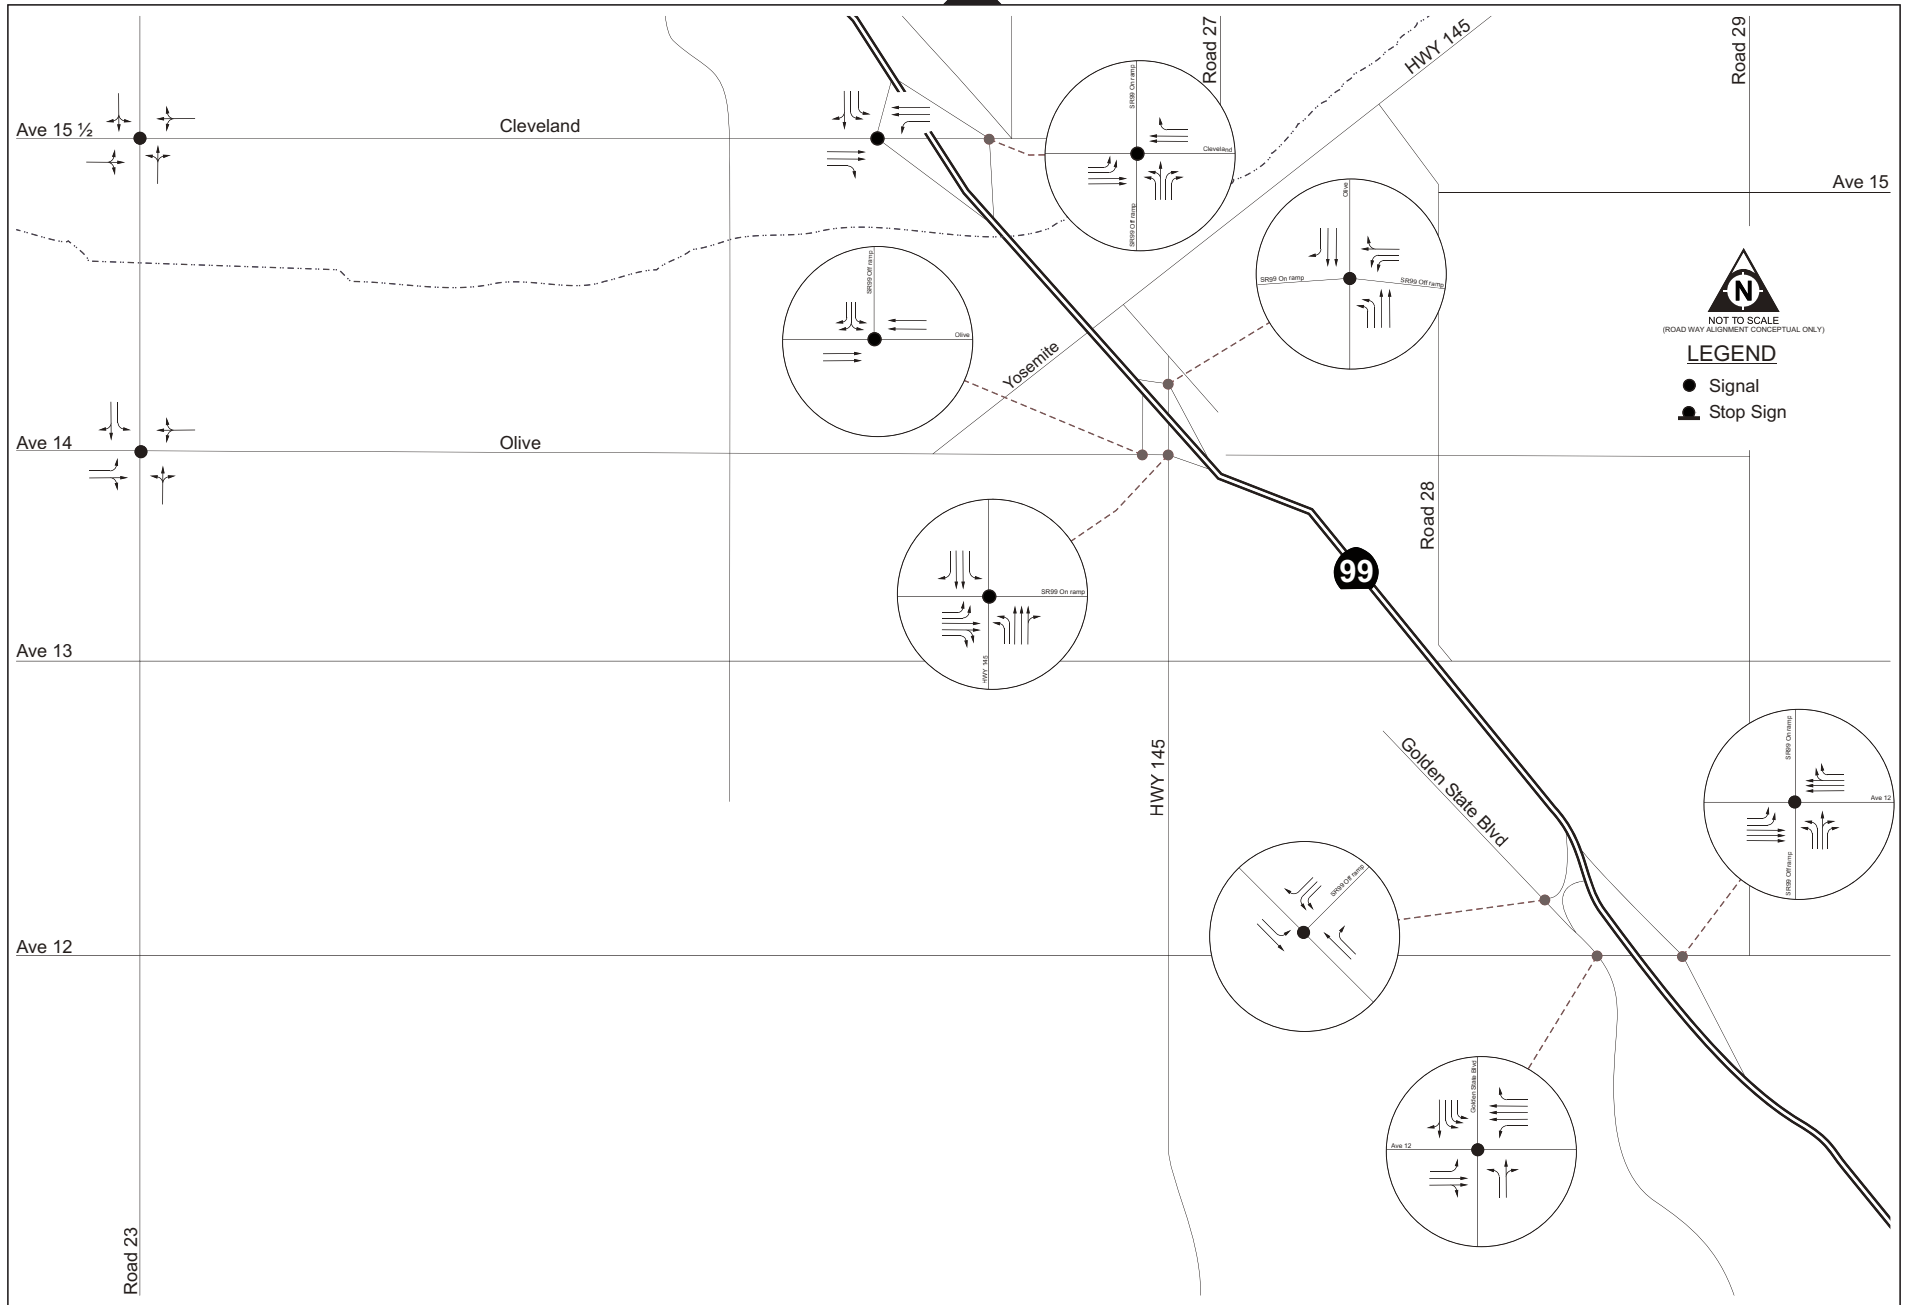 Road 27
HWY 145
Road 29
Ave 15 ½
Cleveland
SR99 On ramp
Cleveland
SR99 Off ramp
Ave 15
Olive
SR99 On ramp
SR99 Off ramp
SR99 Off ramp
Olive
N
NOT TO SCALE
(ROAD WAY ALIGNMENT CONCEPTUAL ONLY)
LEGEND
Signal
Stop Sign
Yosemite
Ave 14
Olive
Road 28
99
SR99 On ramp
HWY 145
Ave 13
HWY 145
Golden State Blvd
SR99 On ramp
Ave 12
SR99 Off ramp
SR99 Off ramp
Ave 12
Golden State Blvd
Ave 12
Road 23